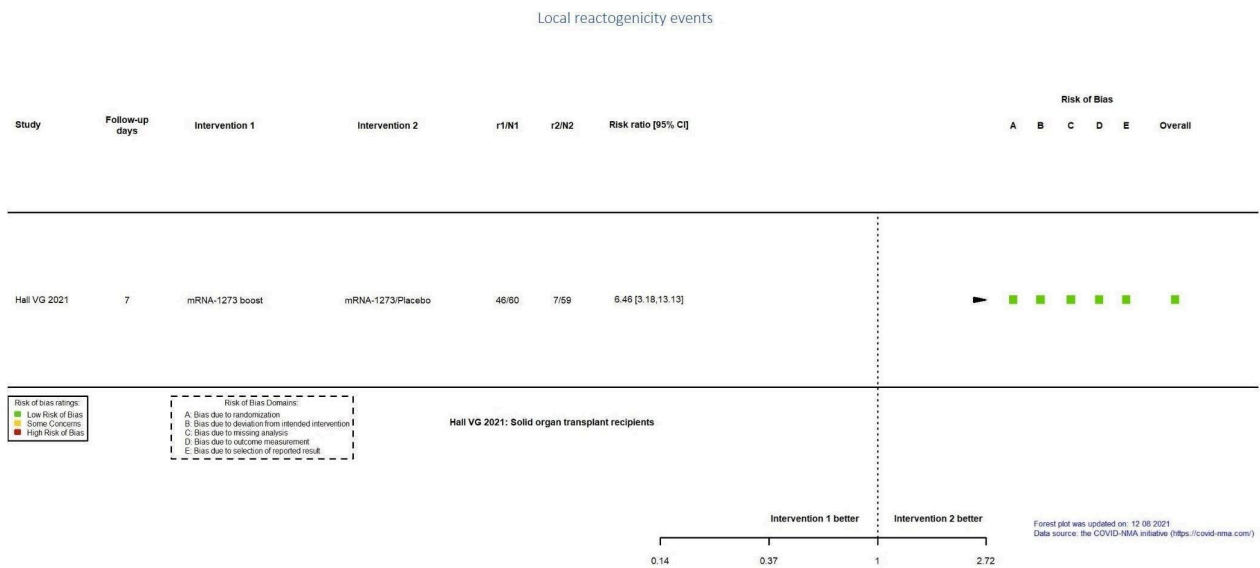 Local reactogenicity events
Risk of Bias
Study Follow-up days Intervention 1 Intervention 2 r1/N1 r2/N2 Risk ratio [95% CI] A B C D E Overall
Hall VG 2021 7 mRNA-1273 boost mRNA-1273/Placebo 46/60 7/59 6.46 [3.18,13.13]
Risk of bias ratings:
Low Risk of Bias
Some Concerns
High Risk of Bias
Risk of Bias Domains:
A: Bias due to randomization
B: Bias due to deviation from intended intervention
C: Bias due to missing analysis
D: Bias due to outcome measurement
E: Bias due to selection of reported result
Hall VG 2021: Solid organ transplant recipients
Intervention 1 better Intervention 2 better
0.14 0.37 1 2.72
Forest plot was updated on: 12 08 2021
Data source: the COVID-NMA initiative (https://covid-nma.com/)